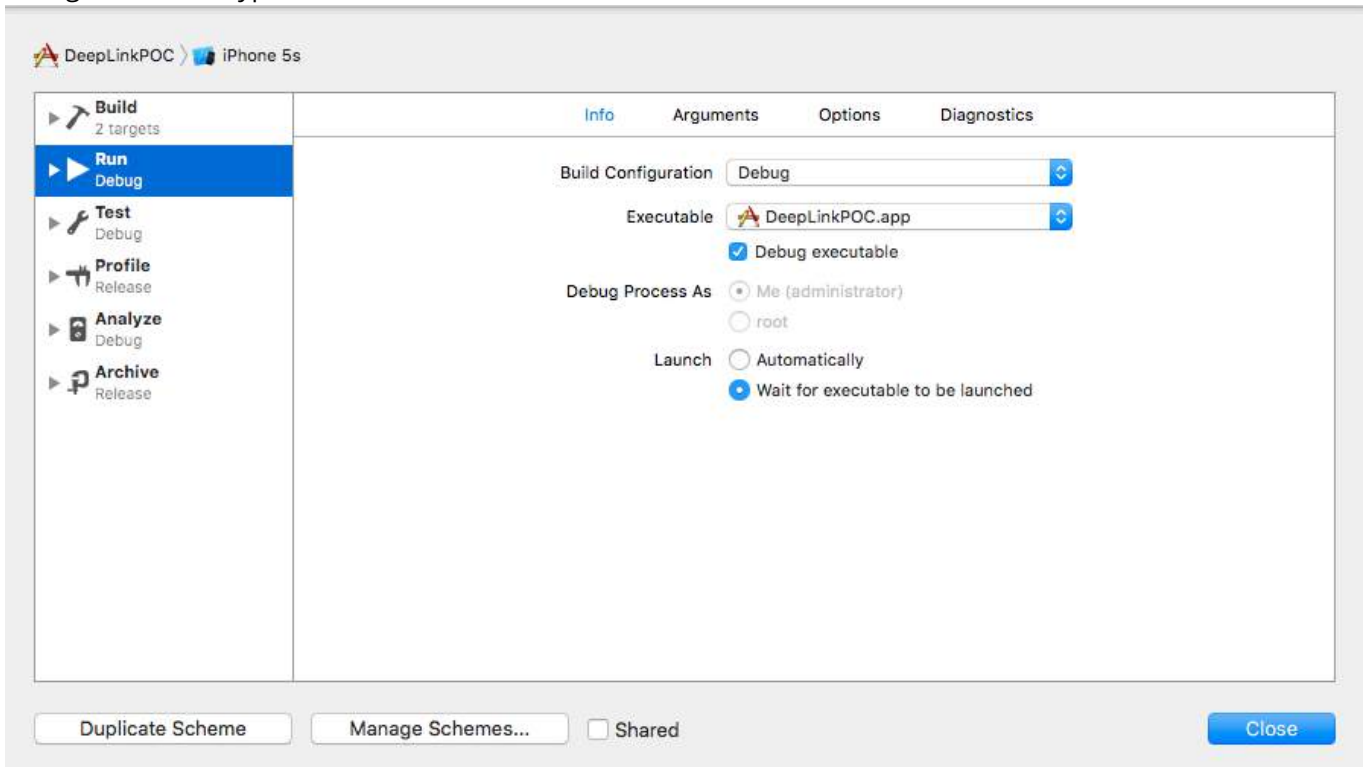 DeepLinkPOC 〉 iPhone 5s
Build
2 targets
Run
Debug
Test
Debug
Profile
Release
Analyze
Debug
Archive
Release
Info Arguments Options Diagnostics
Build Configuration Debug
Executable DeepLinkPOC.app
Debug executable
Debug Process As Me (administrator)
root
Launch Automatically
Wait for executable to be launched
Duplicate Scheme Manage Schemes... Shared Close